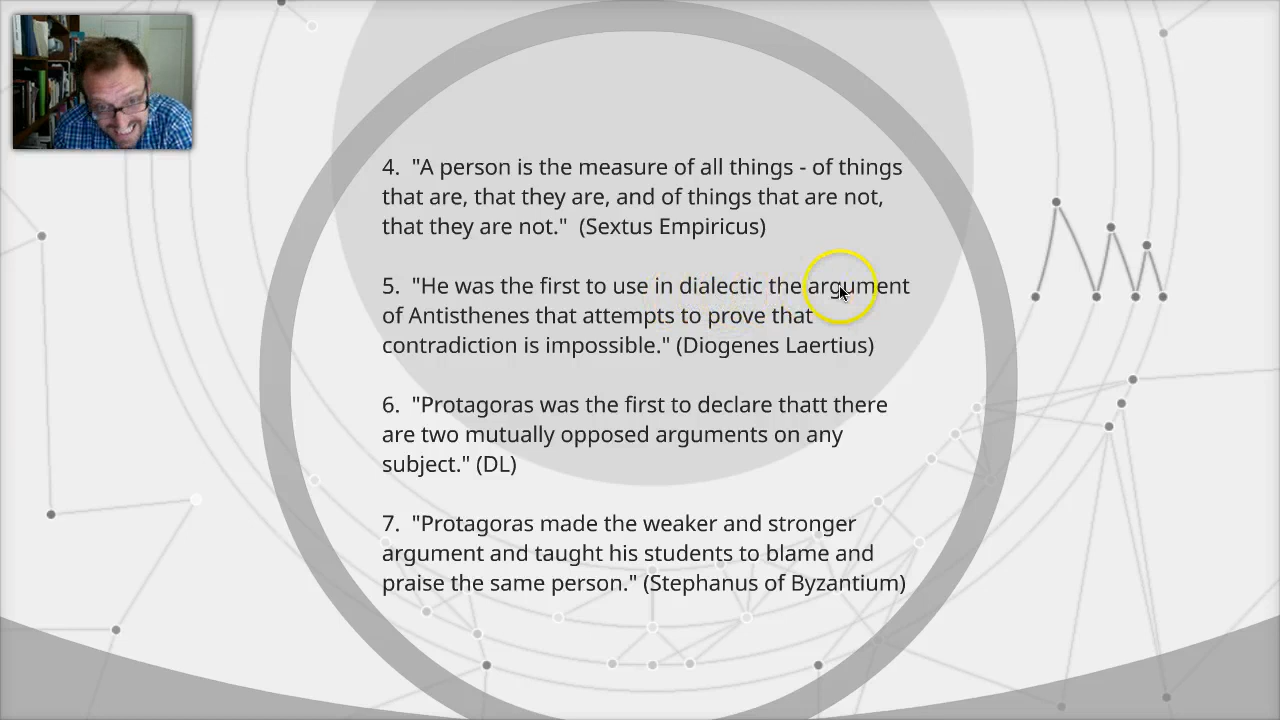 4. "A person is the measure of all things - of things
that are, that they are, and of things that are not,
that they are not." (Sextus Empiricus)
5. "He was the first to use in dialectic the argument
of Antisthenes that attempts to prove that
contradiction is impossible." (Diogenes Laertius)
6. "Protagoras was the first to declare thatt there
are two mutually opposed arguments on any
subject." (DL)
7. "Protagoras made the weaker and stronger
argument and taught his students to blame and
praise the same person." (Stephanus of Byzantium)